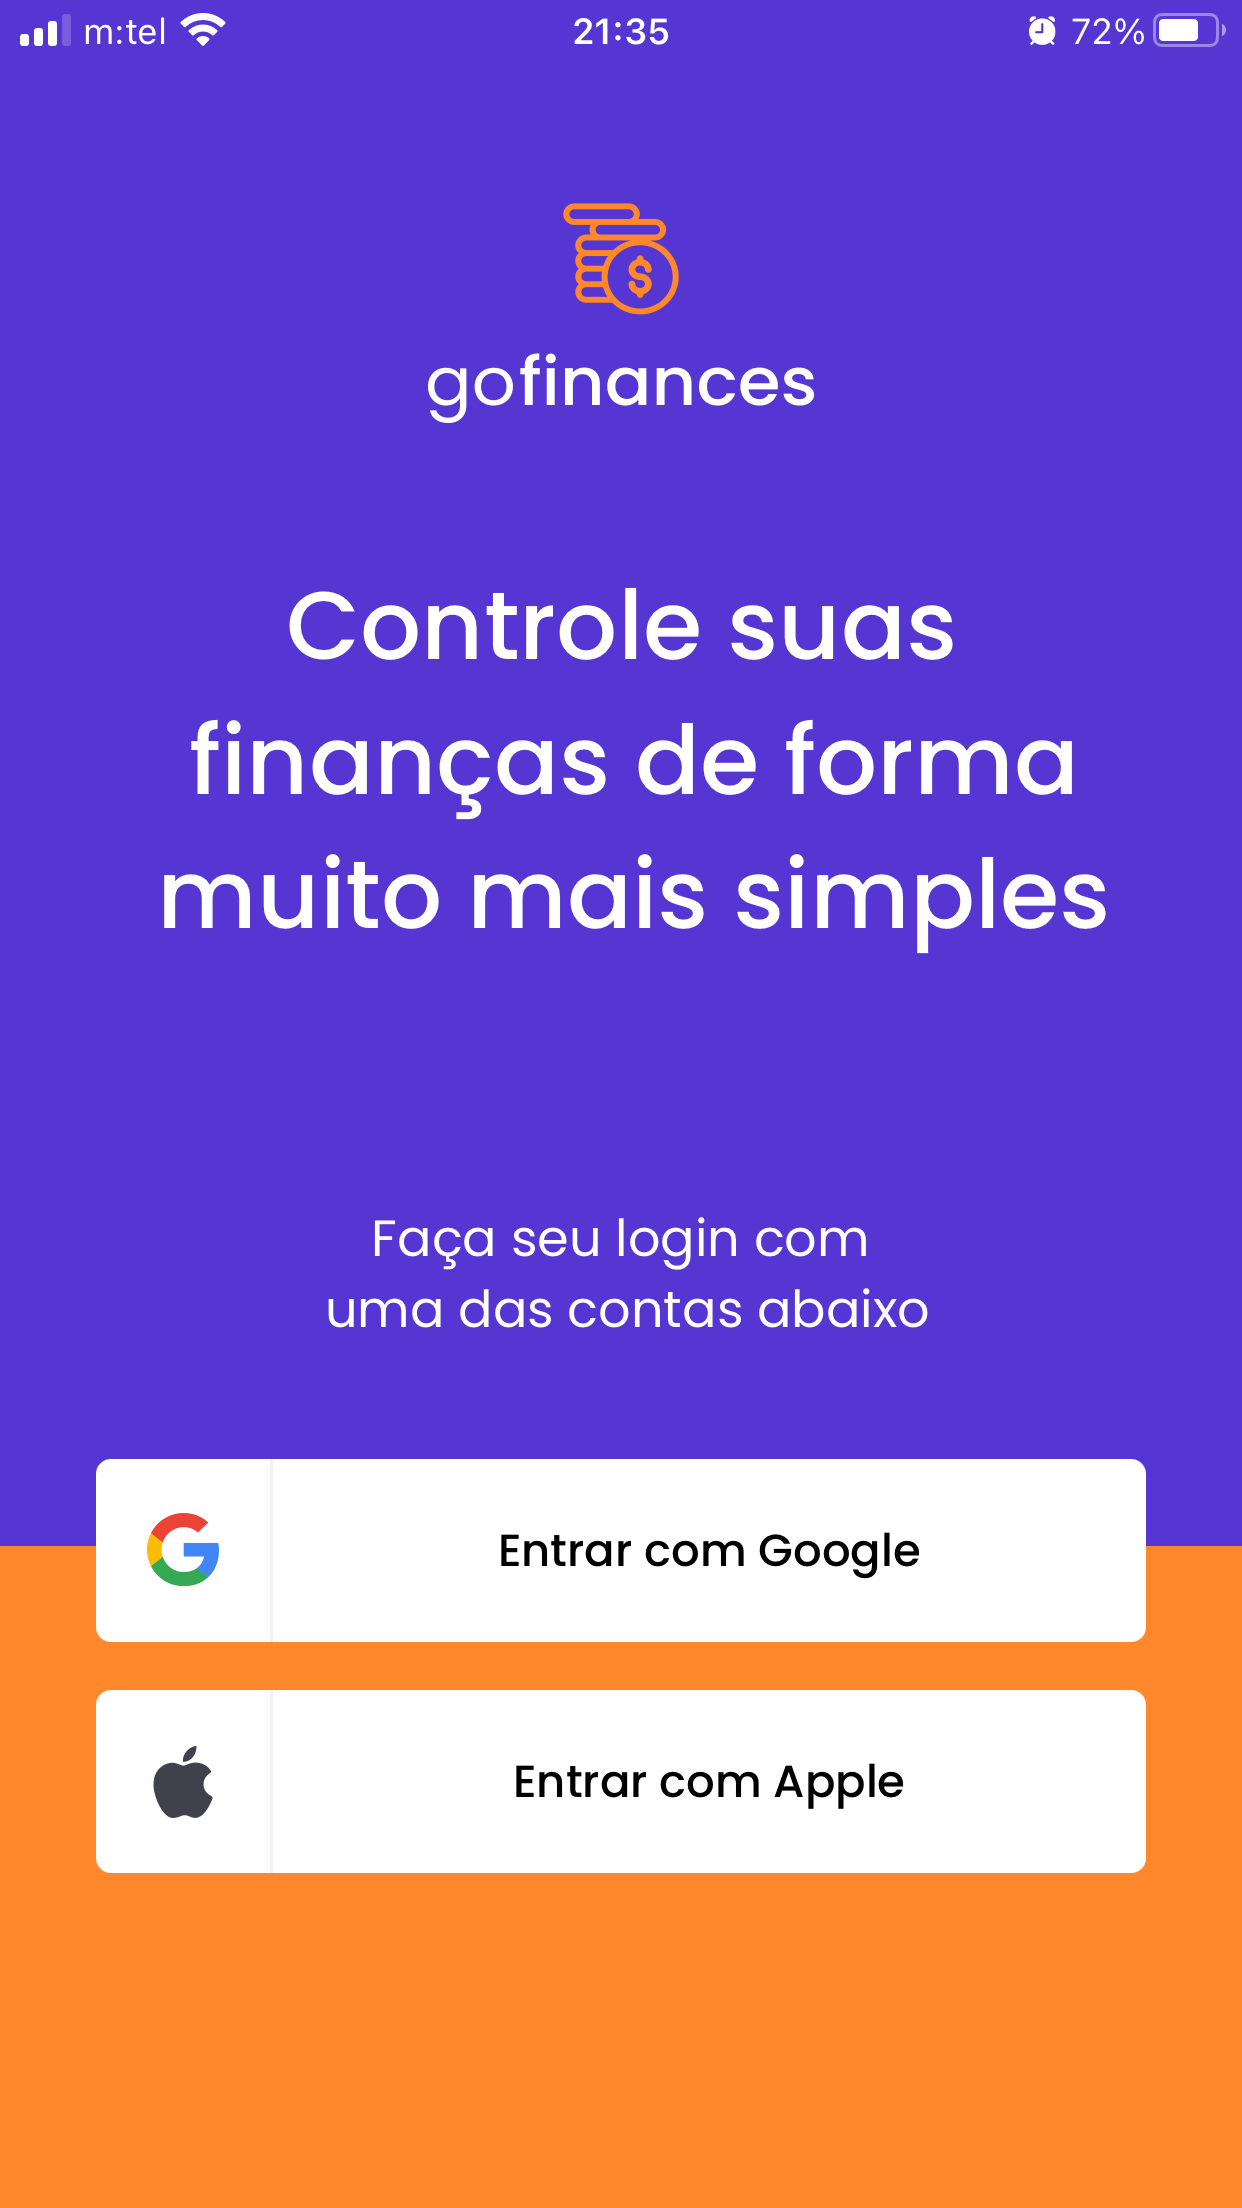 m:tel 21:35 72%
gofinances
Controle suas
finanças de forma
muito mais simples
Faça seu login com
uma das contas abaixo
Entrar com Google
Entrar com Apple